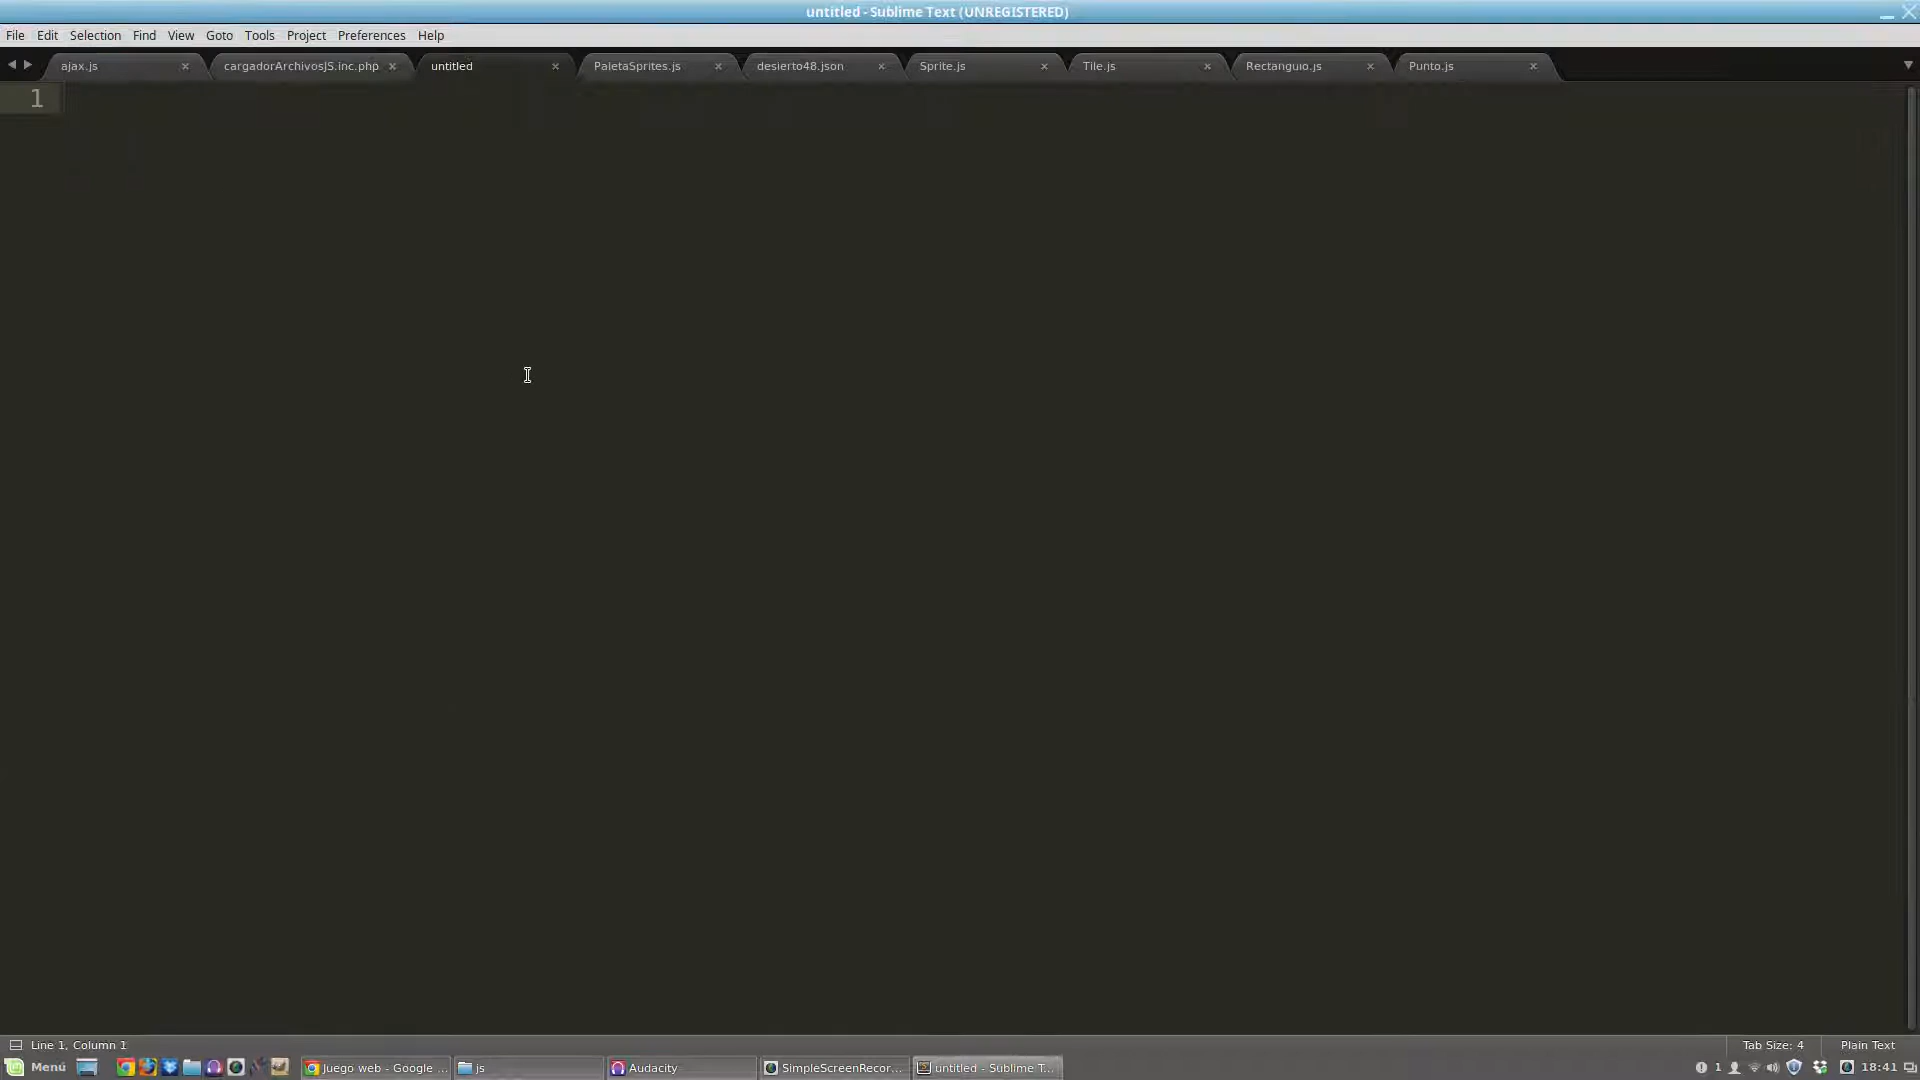 untitled - Sublime Text (UNREGISTERED)
File Edit Selection Find View Goto Tools Project Preferences Help
ajax.js cargadorArchivosJS.inc.php untitled PaletaSprites.js desierto48.json Sprite.js Tile.js Rectangulo.js Punto.js
1
Line 1, Column 1 Tab Size: 4 Plain Text
Menú Juego web - Google ... js Audacity SimpleScreenRecor... untitled - Sublime T... 1 18:41